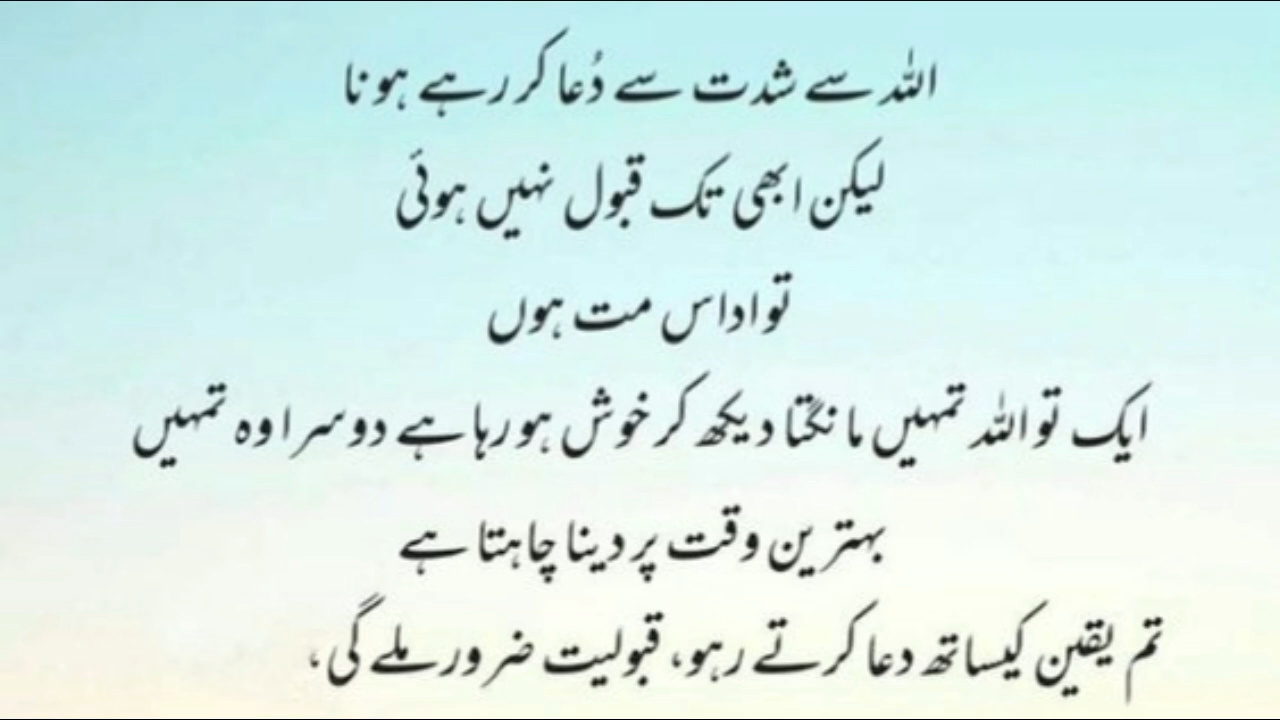 اللہ سے شدت سے دُعا کر رہے ہو نا
لیکن ابھی تک قبول نہیں ہوئی
تو اداس مت ہوں
ایک تو اللہ تمہیں مانگتا دیکھ کر خوش ہو رہا ہے دوسرا وہ تمہیں
بہترین وقت پر دینا چاہتا ہے
تم یقین کیساتھ دعا کرتے رہو، قبولیت ضرور ملے گی،